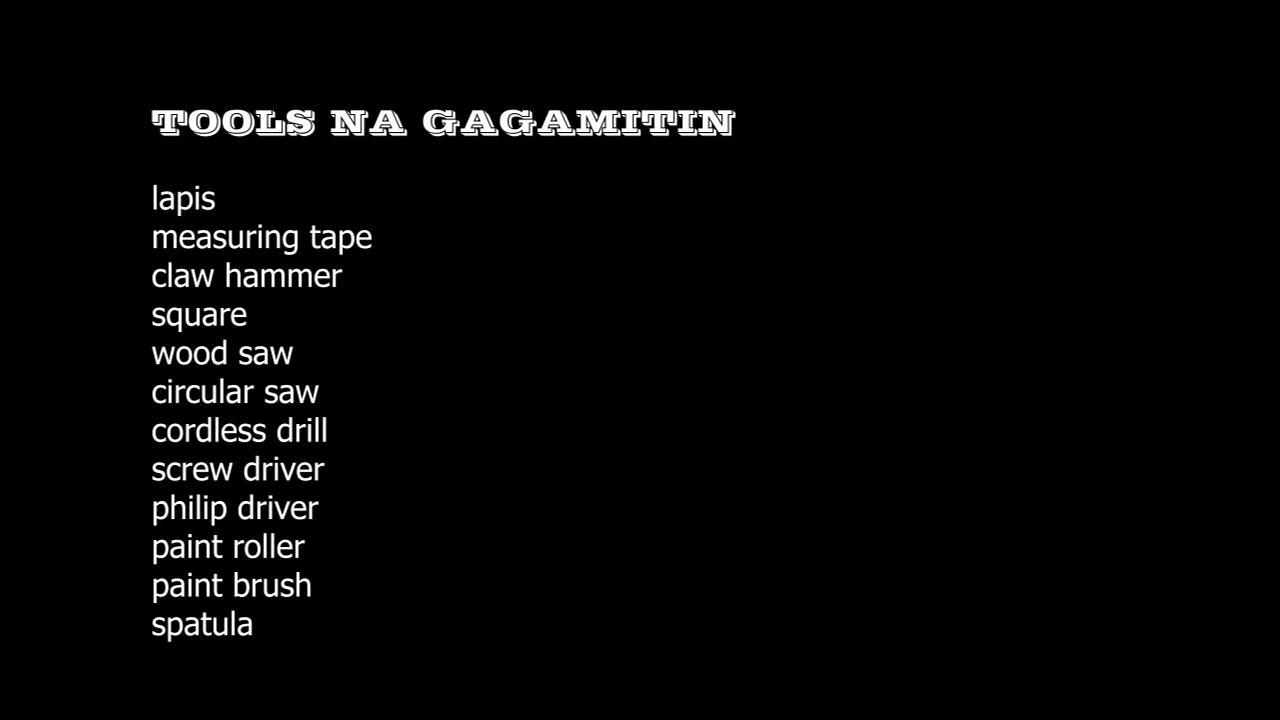 TOOLS NA GAGAMITIN
lapis
measuring tape
claw hammer
square
wood saw
circular saw
cordless drill
screw driver
philip driver
paint roller
paint brush
spatula